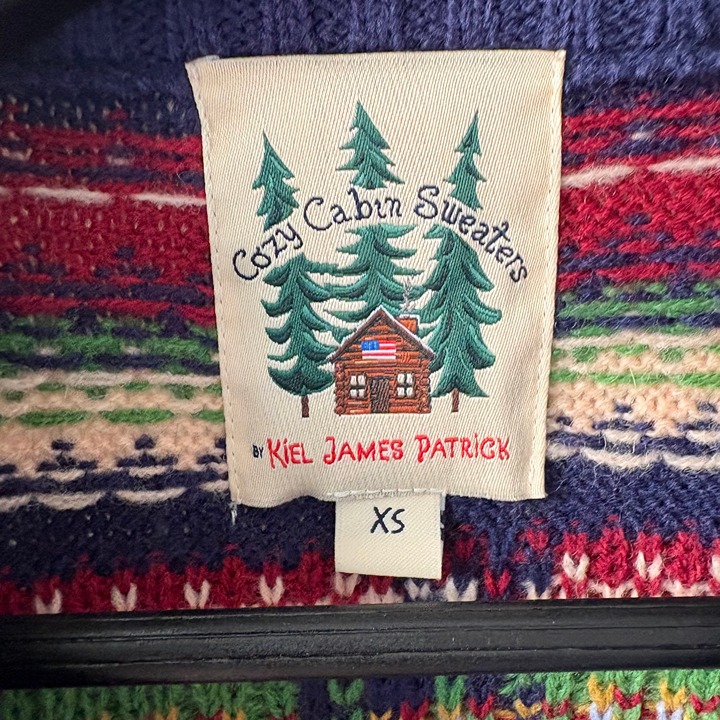 Cozy Cabin Sweaters
BY KIEL JAMES PATRICK
XS